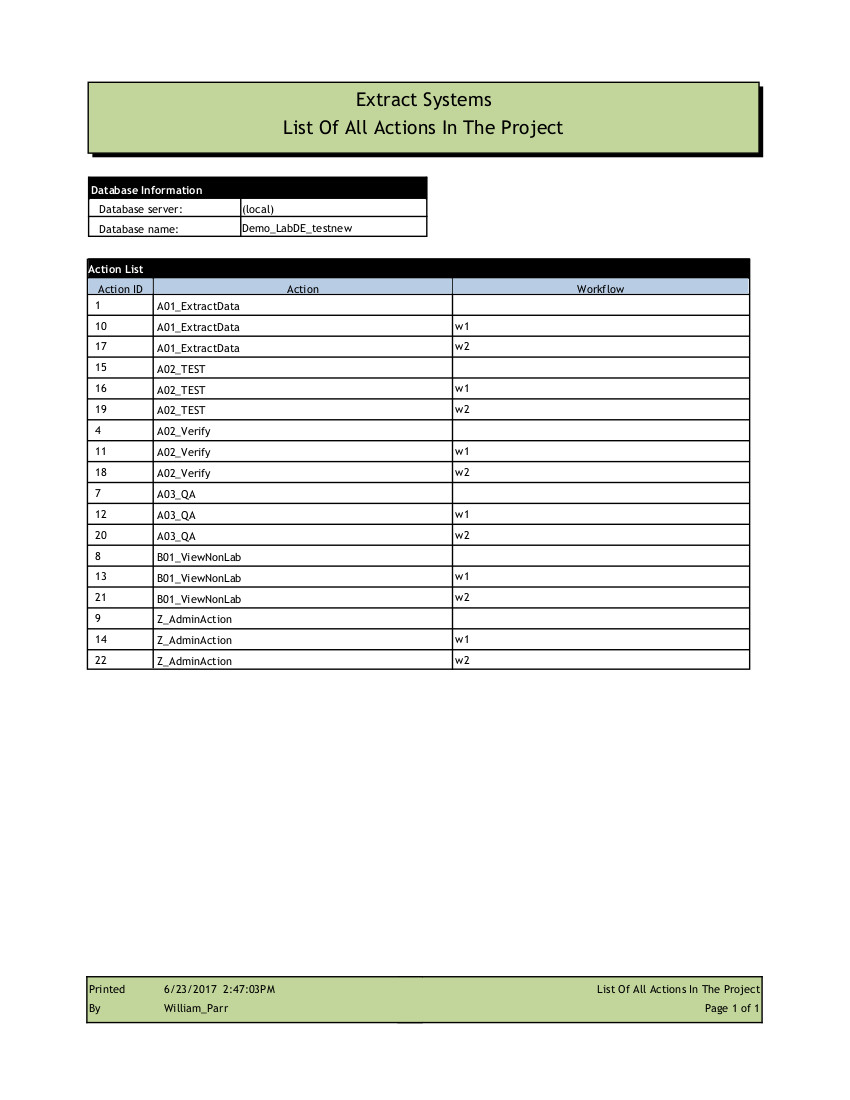 Extract Systems
List Of All Actions In The Project
Database Information
Database server: (local)
Database name: Demo_LabDE_testnew
Action List
Action ID Action Workflow
1 A01_ExtractData
10 A01_ExtractData w1
17 A01_ExtractData w2
15 A02_TEST
16 A02_TEST w1
19 A02_TEST w2
4 A02_Verify
11 A02_Verify w1
18 A02_Verify w2
7 A03_QA
12 A03_QA w1
20 A03_QA w2
8 B01_ViewNonLab
13 B01_ViewNonLab w1
21 B01_ViewNonLab w2
9 Z_AdminAction
14 Z_AdminAction w1
22 Z_AdminAction w2
Printed 6/23/2017 2:47:03PM List Of All Actions In The Project
By William_Parr Page 1 of 1